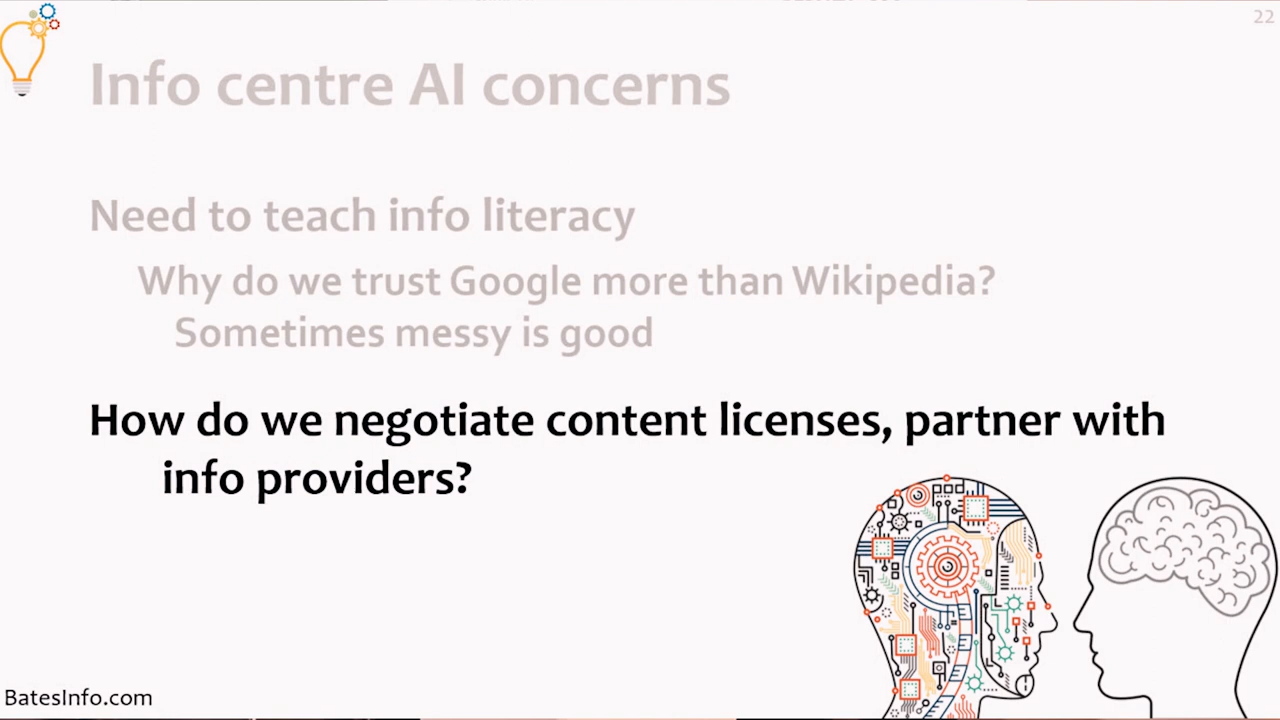 22
Info centre AI concerns
Need to teach info literacy
Why do we trust Google more than Wikipedia?
Sometimes messy is good
How do we negotiate content licenses, partner with
info providers?
BatesInfo.com